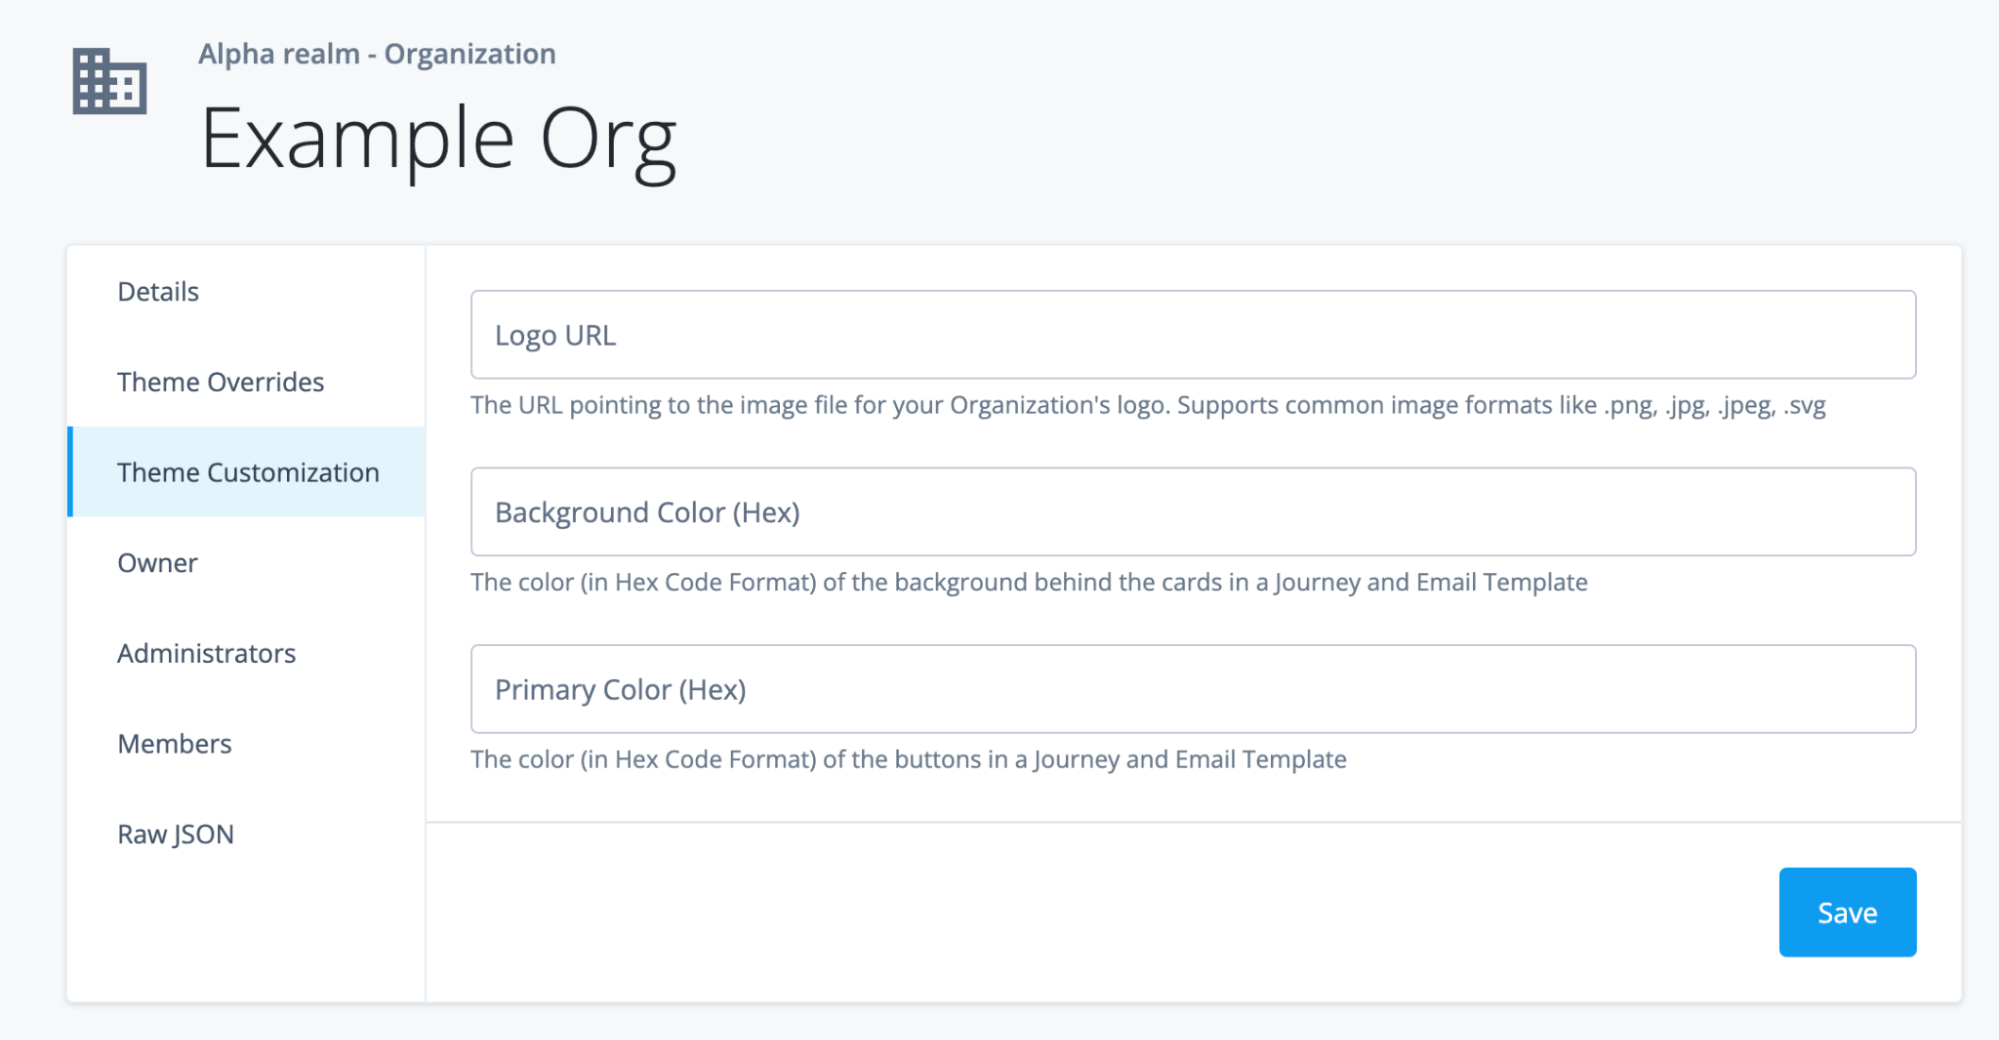 Alpha realm - Organization
Example Org
Details
Theme Overrides
Theme Customization
Owner
Administrators
Members
Raw JSON
Logo URL
The URL pointing to the image file for your Organization's logo. Supports common image formats like .png, .jpg, .jpeg, .svg
Background Color (Hex)
The color (in Hex Code Format) of the background behind the cards in a Journey and Email Template
Primary Color (Hex)
The color (in Hex Code Format) of the buttons in a Journey and Email Template
Save